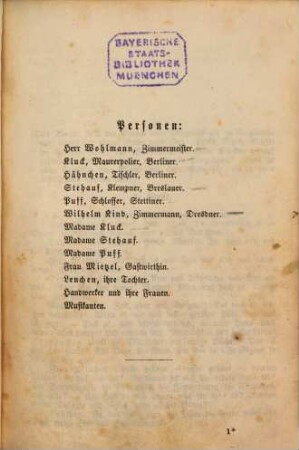 BAYERISCHE
STAATS-
BIBLIOTHEK
MUENCHEN
Personen:
Herr Wohlmann, Zimmermeister.
Kluck, Maurerpolier, Berliner.
Hähnchen, Tischler, Berliner.
Stehauf, Klempner, Breslauer.
Puff, Schlosser, Stettiner.
Wilhelm Kind, Zimmermann, Dresdner.
Madame Kluck.
Madame Stehauf.
Madame Puff.
Frau Mietzel, Gastwirthin.
Lenchen, ihre Tochter.
Handwerker und ihre Frauen.
Musikanten.
1*